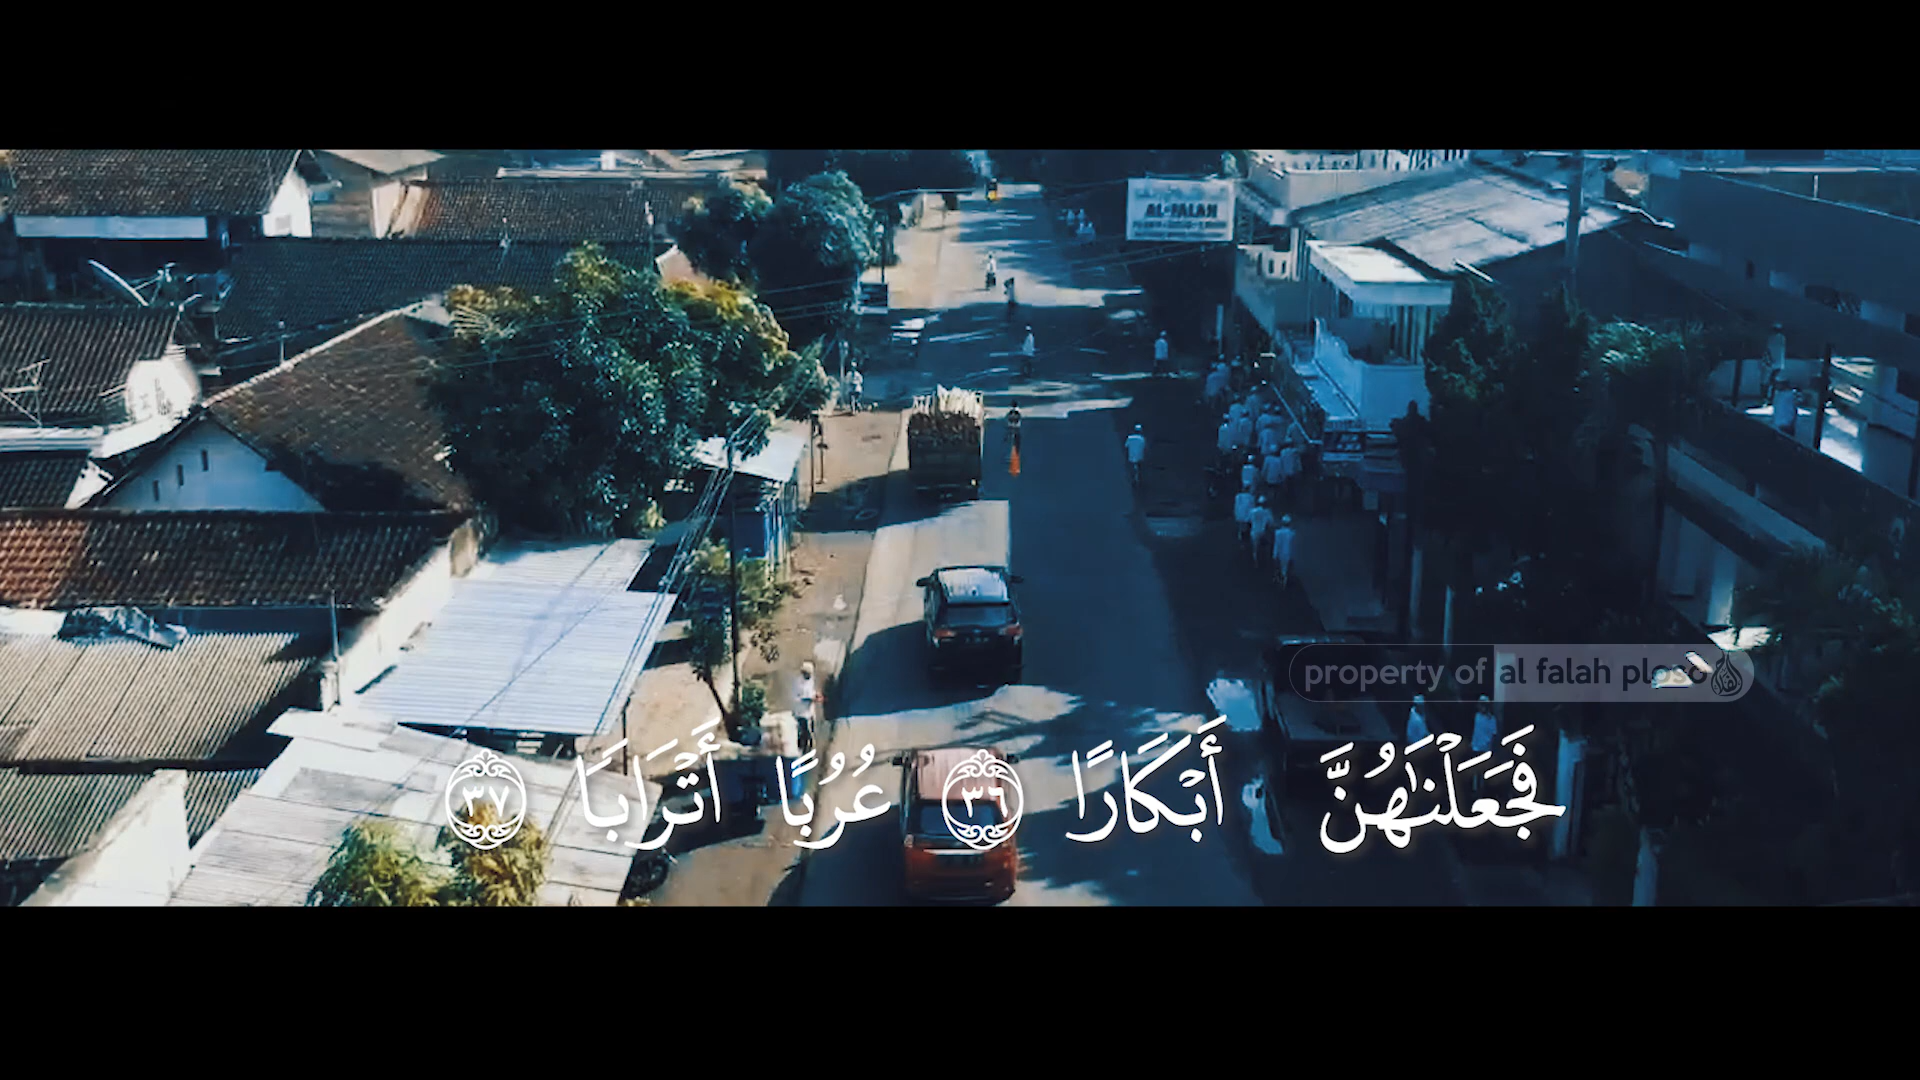 AL-FALAH
property of al falah ploso
فَجَعَلْنَٰهُنَّ أَبْكَارًا ٣٦ عُرُبًا أَتْرَابًا ٣٧